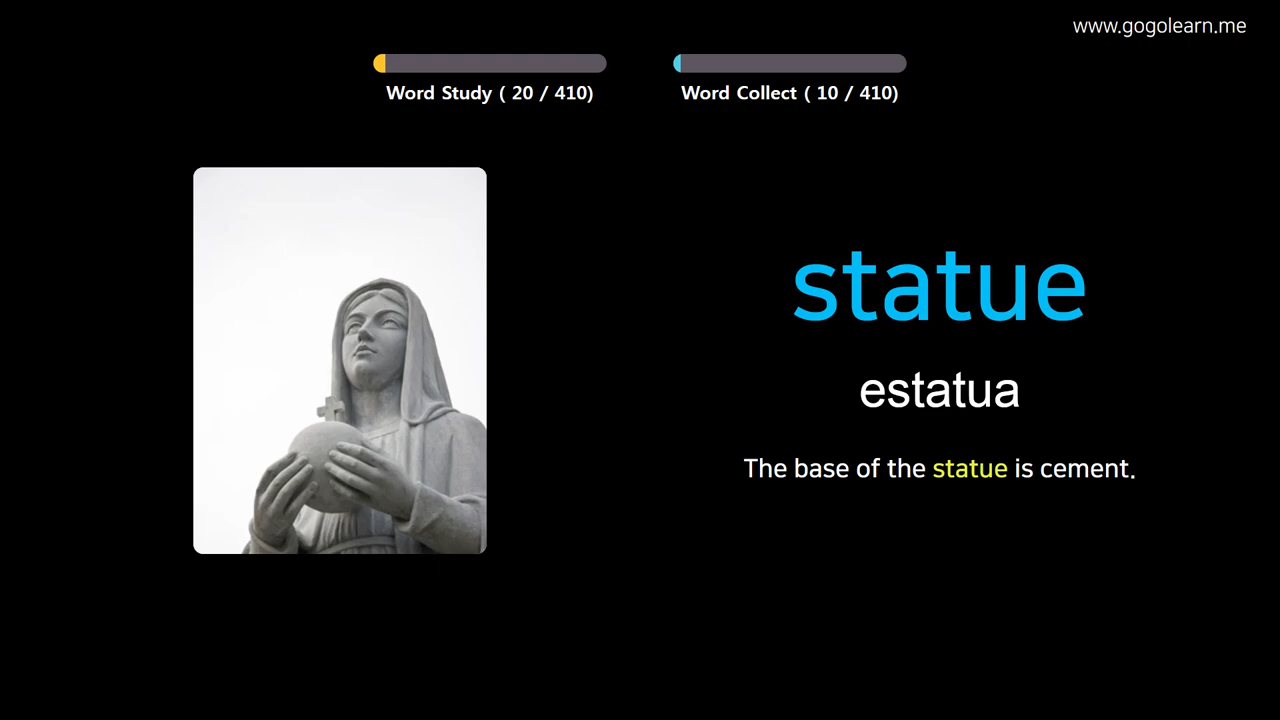 www.gogolearn.me
Word Study ( 20 / 410)
Word Collect ( 10 / 410)
statue
estatua
The base of the statue is cement.